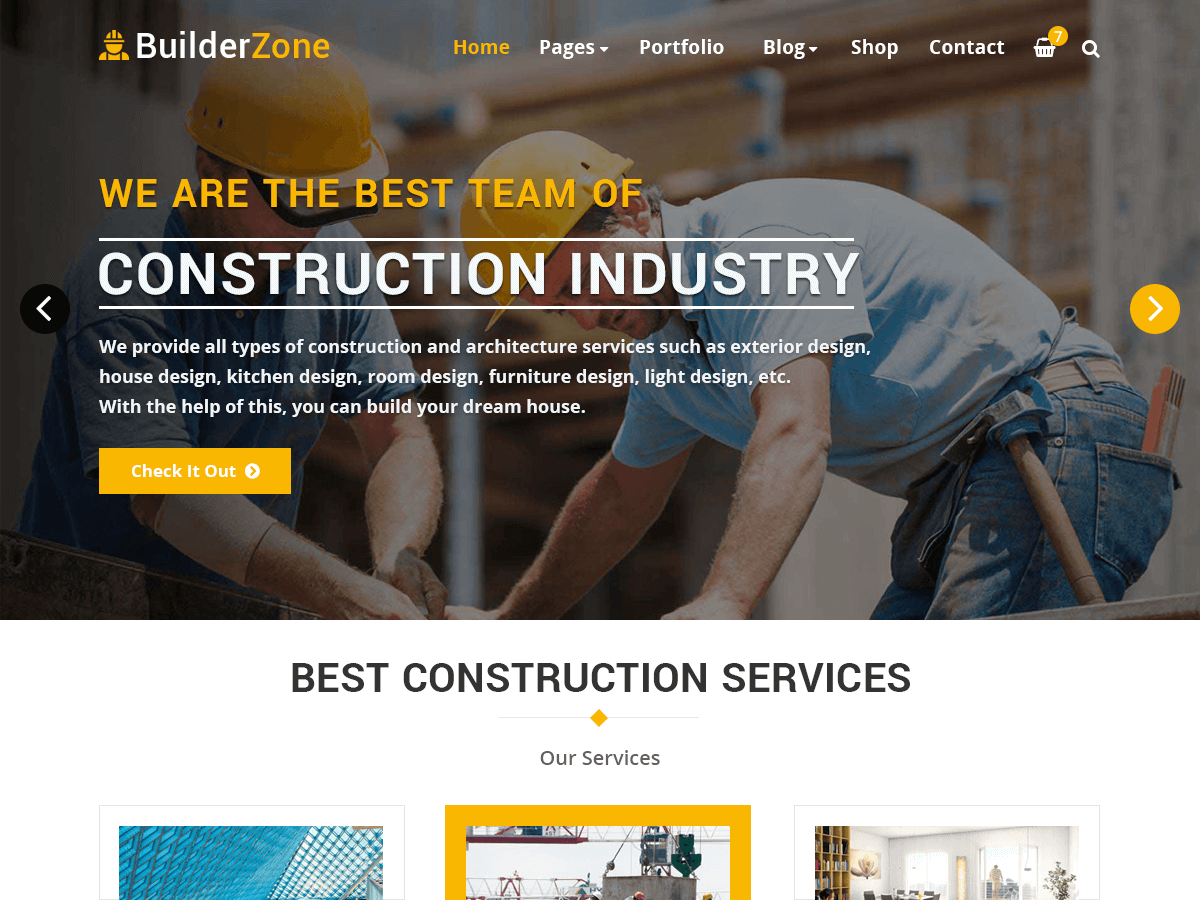 BuilderZone
Home Pages Portfolio Blog Shop Contact 7
WE ARE THE BEST TEAM OF
CONSTRUCTION INDUSTRY
We provide all types of construction and architecture services such as exterior design,
house design, kitchen design, room design, furniture design, light design, etc.
With the help of this, you can build your dream house.
Check It Out
BEST CONSTRUCTION SERVICES
Our Services